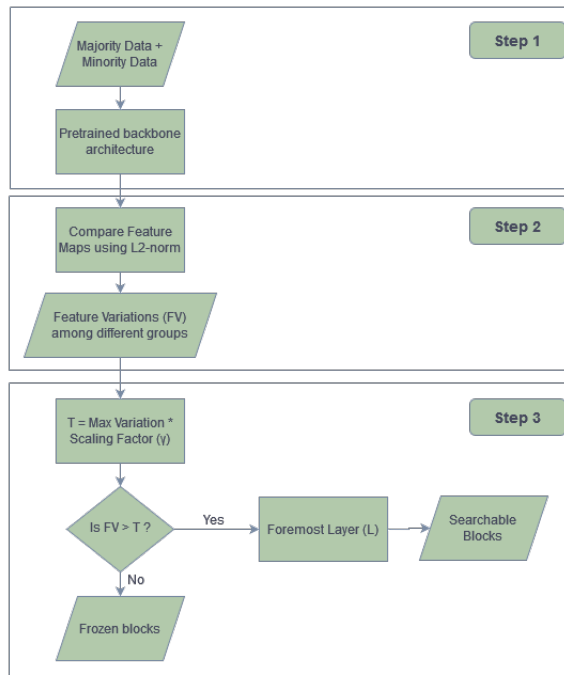 Majority Data +
Minority Data
Step 1
Pretrained backbone
architecture
Compare Feature
Maps using L2-norm
Step 2
Feature Variations (FV)
among different groups
T = Max Variation *
Scaling Factor (γ)
Step 3
Is FV > T ?
Yes
Foremost Layer (L)
Searchable
Blocks
No
Frozen blocks